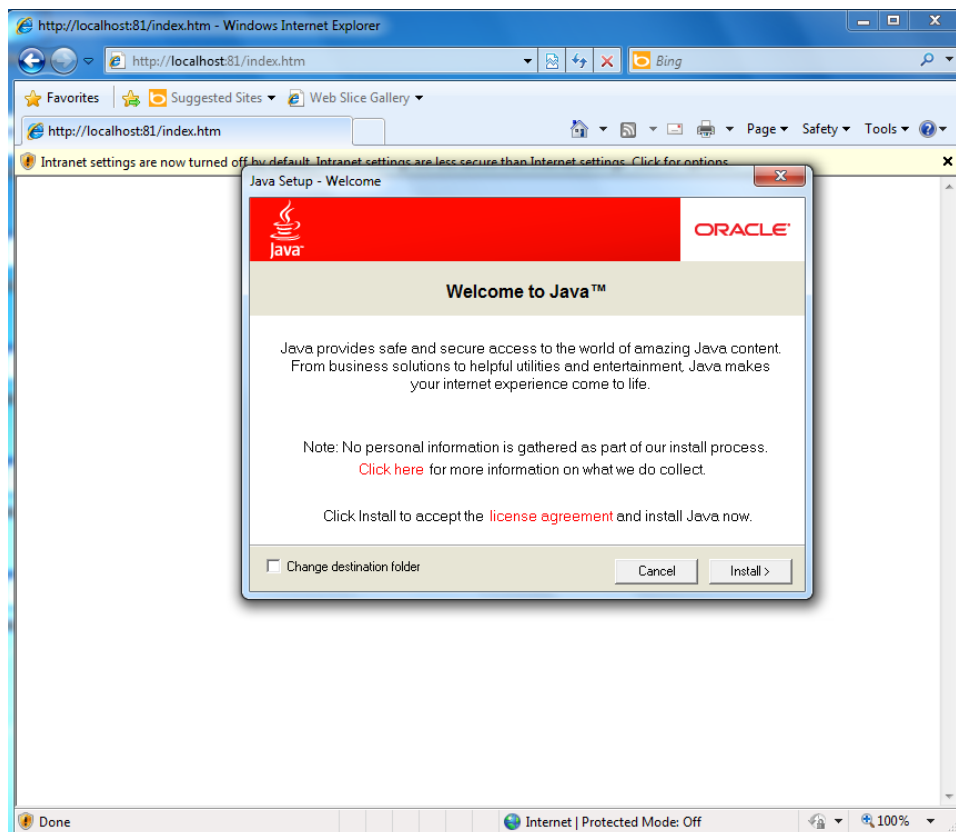 http://localhost:81/index.htm - Windows Internet Explorer
http://localhost:81/index.htm
Bing
Favorites
Suggested Sites
Web Slice Gallery
http://localhost:81/index.htm
Page
Safety
Tools
Intranet settings are now turned off by default. Intranet settings are less secure than Internet settings. Click for options...
Java Setup - Welcome
Java
ORACLE
Welcome to Java™
Java provides safe and secure access to the world of amazing Java content.
From business solutions to helpful utilities and entertainment, Java makes
your internet experience come to life.
Note: No personal information is gathered as part of our install process.
Click here for more information on what we do collect.
Click Install to accept the license agreement and install Java now.
Change destination folder
Cancel
Install >
Done
Internet | Protected Mode: Off
100%